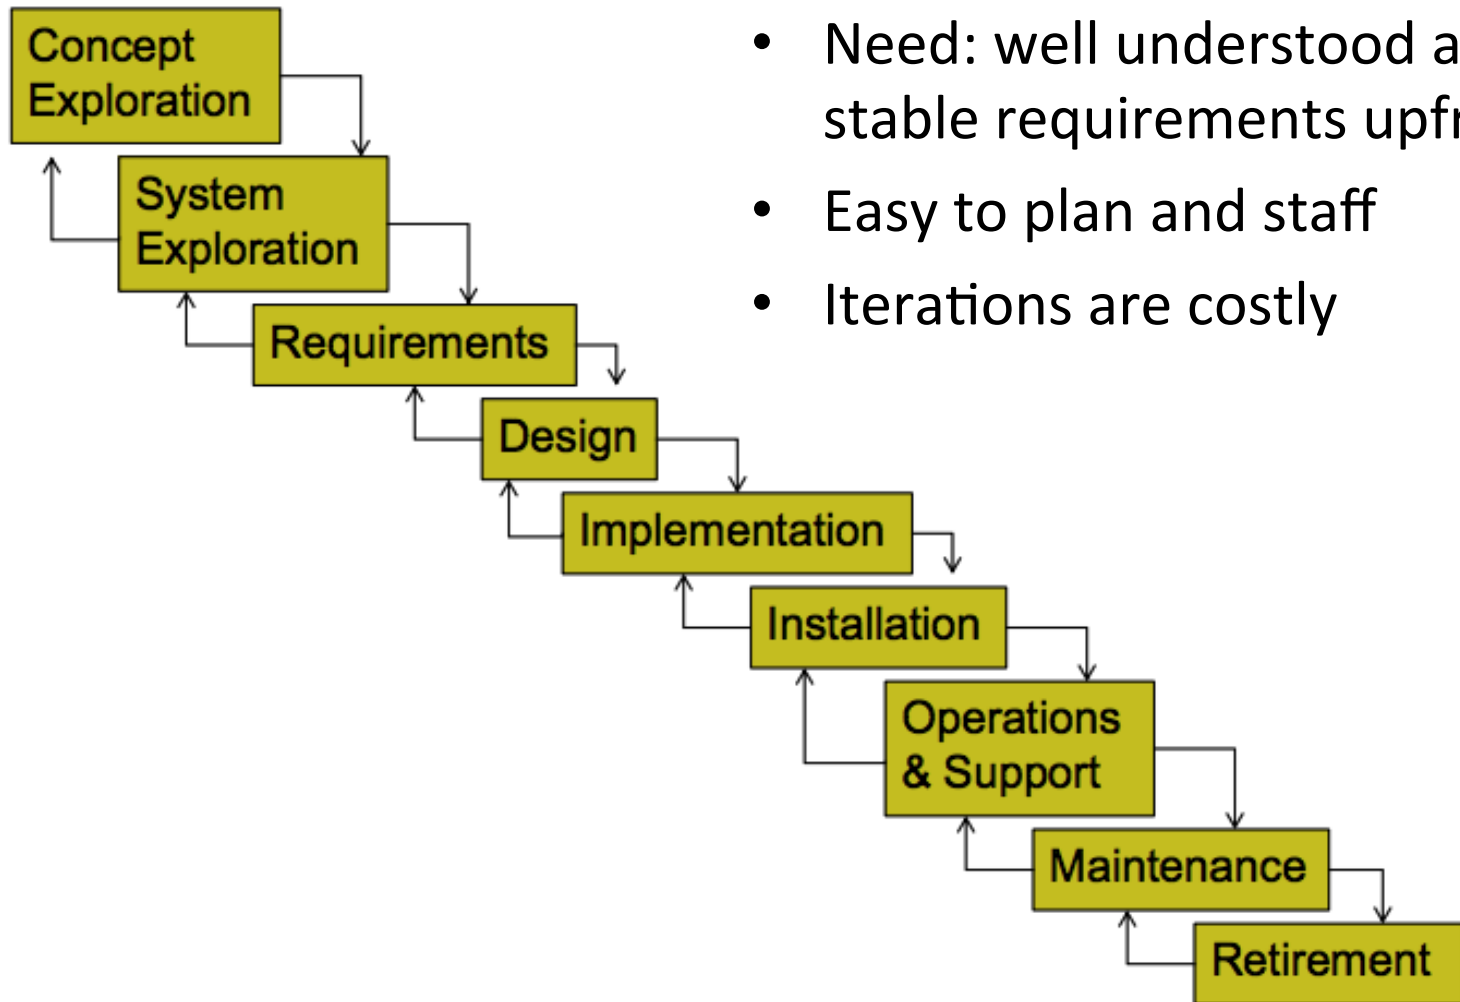 Concept
Exploration
System
Exploration
Requirements
Design
Implementation
Installation
Operations
& Support
Maintenance
Retirement
• Need: well understood
stable requirements
• Easy to plan and staff
• Iterations are costly